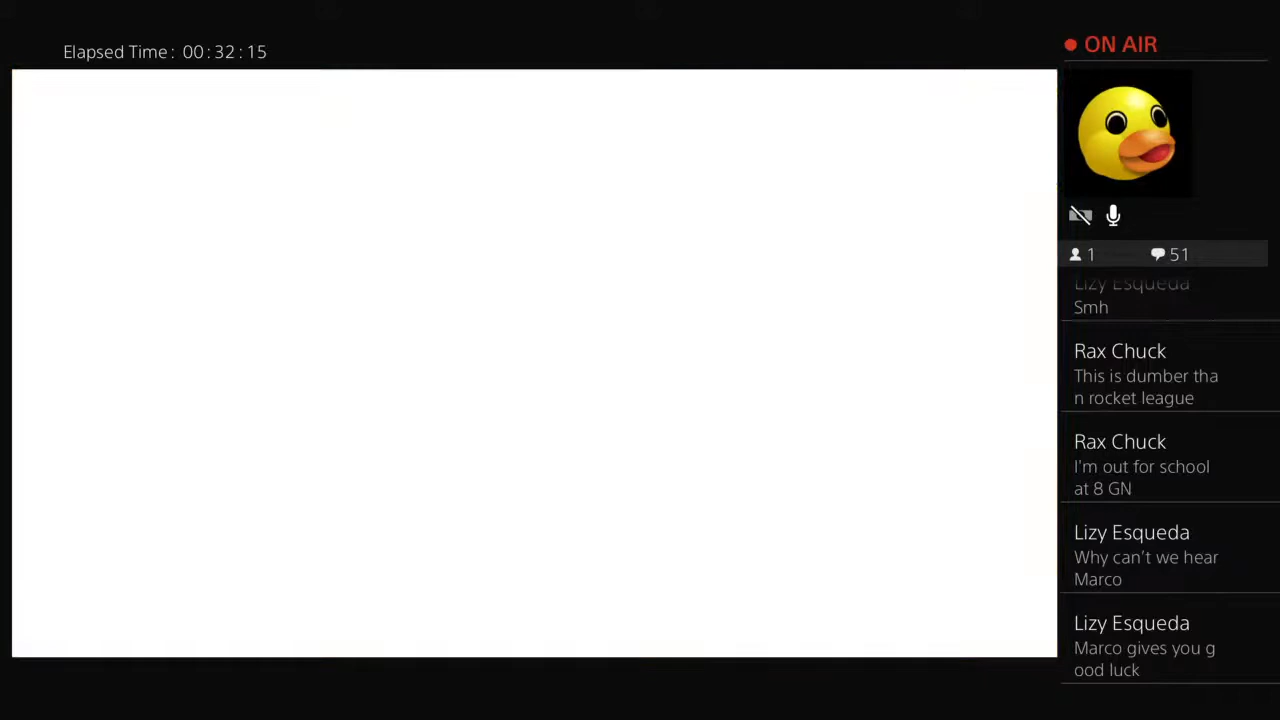 Elapsed Time: 00:32:15
ON AIR
1 51
Lizy Esqueda
Smh
Rax Chuck
This is dumber tha
n rocket league
Rax Chuck
I'm out for school
at 8 GN
Lizy Esqueda
Why can't we hear
Marco
Lizy Esqueda
Marco gives you g
ood luck